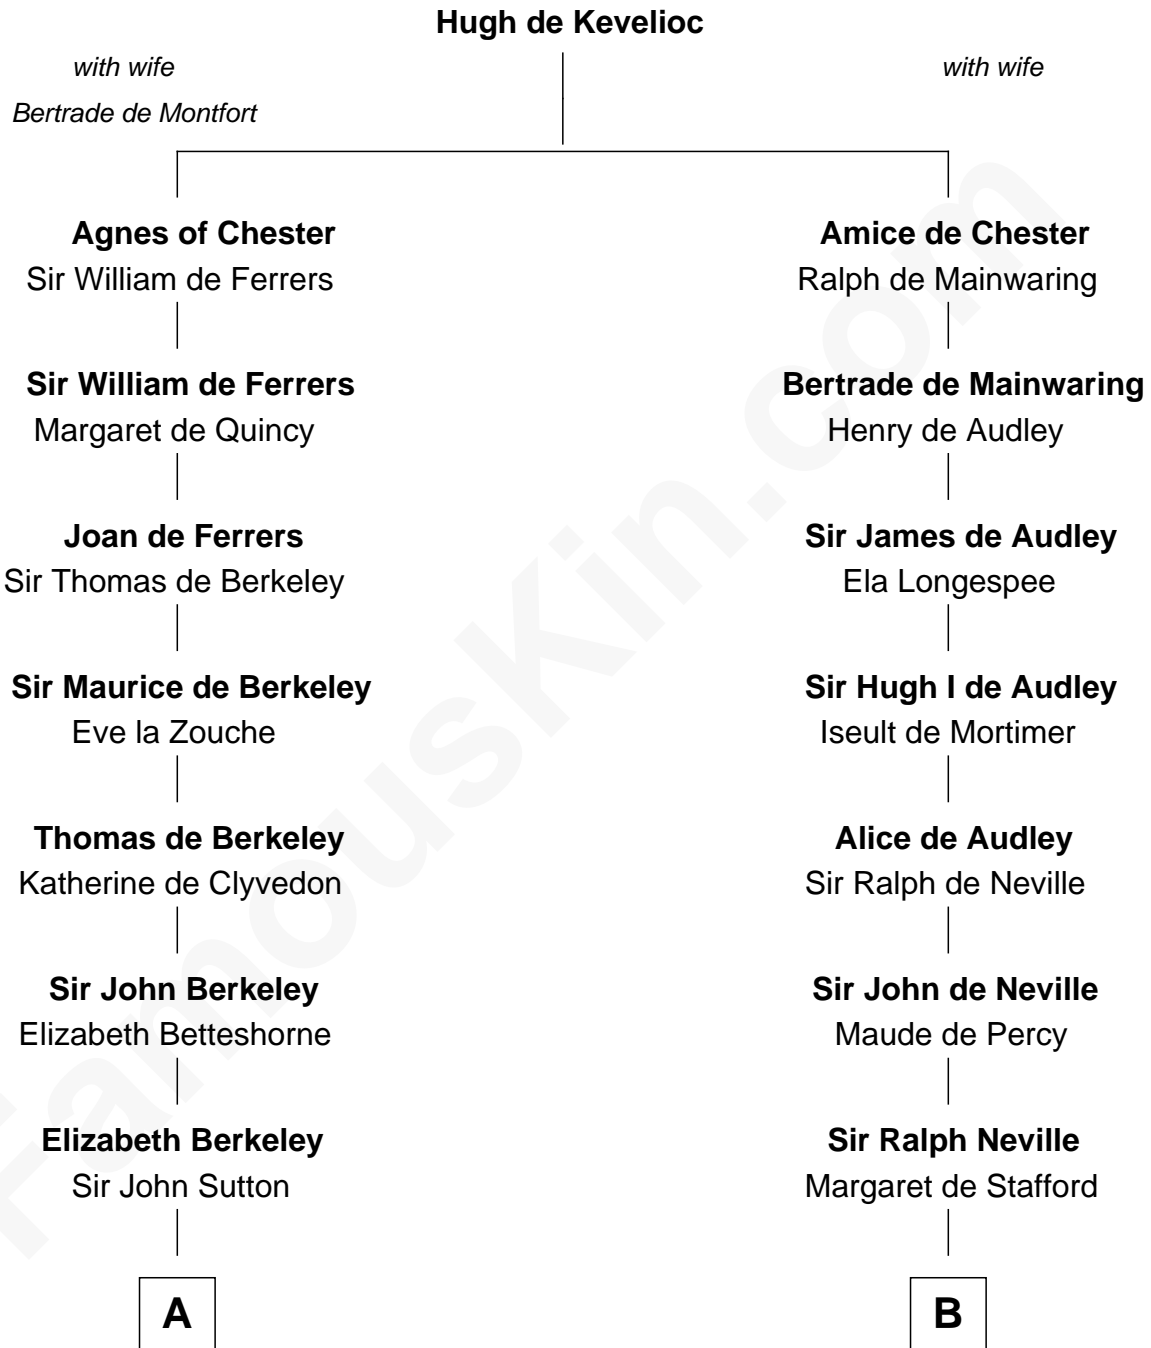 Hugh de Kevelioc
with wife
Bertrade de Montfort
with wife
Agnes of Chester
Sir William de Ferrers
Amice de Chester
Ralph de Mainwaring
Sir William de Ferrers
Margaret de Quincy
Bertrade de Mainwaring
Henry de Audley
Joan de Ferrers
Sir Thomas de Berkeley
Sir James de Audley
Ela Longespee
Sir Maurice de Berkeley
Eve la Zouche
Sir Hugh I de Audley
Iseult de Mortimer
Thomas de Berkeley
Katherine de Clyvedon
Alice de Audley
Sir Ralph de Neville
Sir John Berkeley
Elizabeth Betteshorne
Sir John de Neville
Maude de Percy
Elizabeth Berkeley
Sir John Sutton
Sir Ralph Neville
Margaret de Stafford
A
B
FamousKin.com